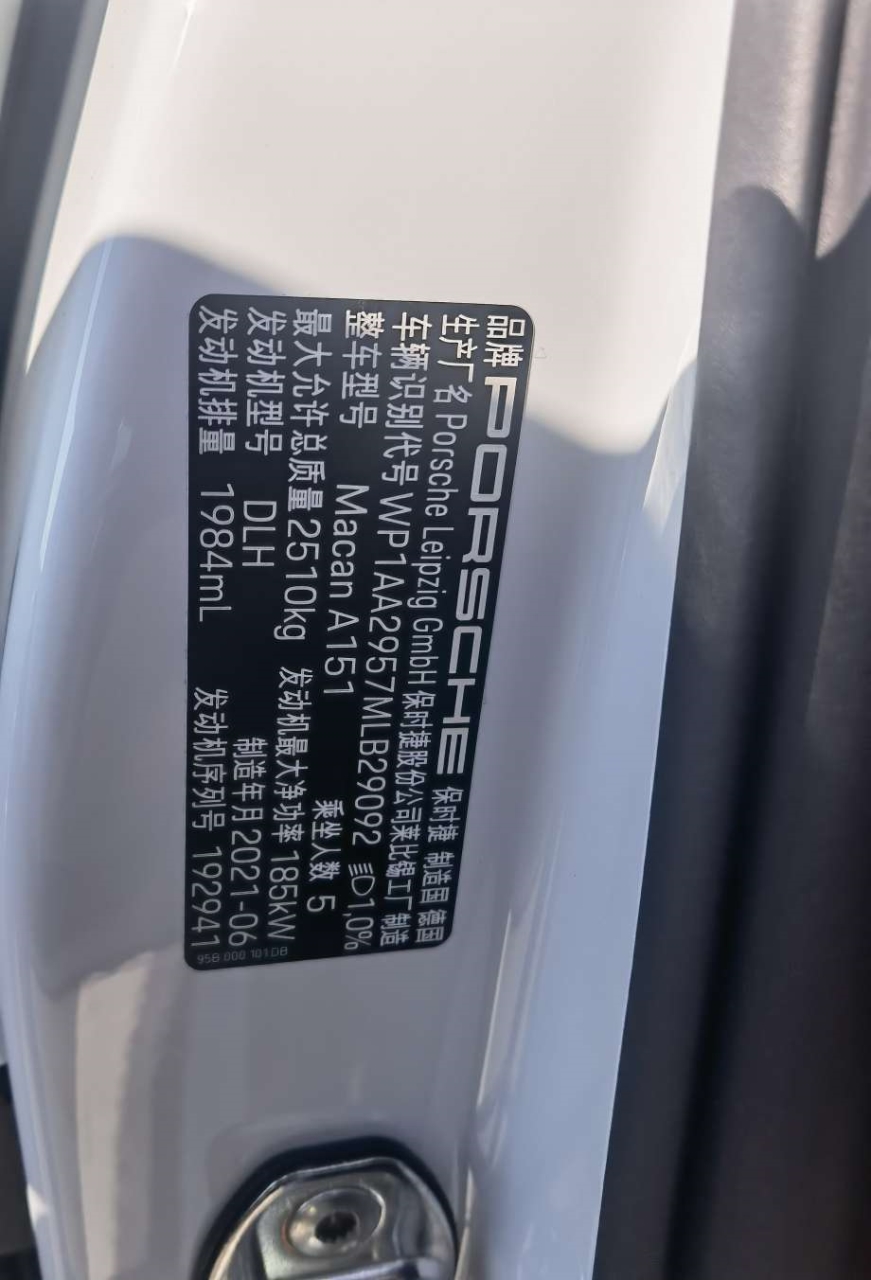 品牌 PORSCHE 保时捷 制造国 德国
生产厂名 Porsche Leipzig GmbH 保时捷股份公司莱比锡工厂 制造
车辆识别代号 WP1AA2957MLB29092 1,0%
整车型号 Macan A151 乘坐人数 5
最大允许总质量 2510kg 发动机最大净功率 185kW
发动机型号 DLH 制造年月 2021-06
发动机排量 1984mL 发动机序列号 192941
95B 000 101 DB